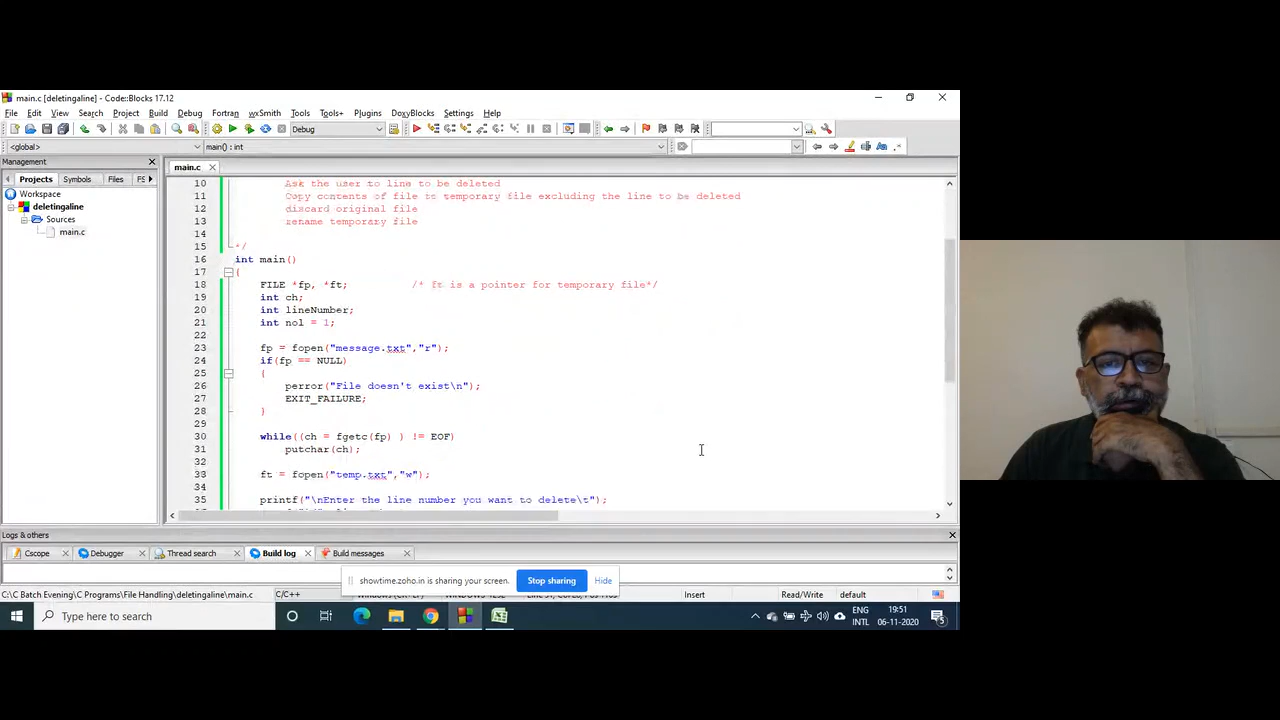 main.c [deletingaline] - Code::Blocks 17.12
File Edit View Search Project Build Debug Fortran wxSmith Tools Tools+ Plugins DoxyBlocks Settings Help
Debug
<global> main() : int
Management
main.c
Projects Symbols Files FS
Workspace
deletingaline
Sources
main.c
10 Ask the user to line to be deleted
11 Copy contents of file to temporary file excluding the line to be deleted
12 discard original file
13 rename temporary file
14
15 */
16 int main()
17 {
18 FILE *fp, *ft; /* ft is a pointer for temporary file*/
19 int ch;
20 int lineNumber;
21 int nol = 1;
22
23 fp = fopen("message.txt","r");
24 if(fp == NULL)
25 {
26 perror("File doesn't exist\n");
27 EXIT_FAILURE;
28 }
29
30 while((ch = fgetc(fp) ) != EOF)
31 putchar(ch);
32
33 ft = fopen("temp.txt","w");
34
35 printf("\nEnter the line number you want to delete\t");
Logs & others
Cscope Debugger Thread search Build log Build messages
showtime.zoho.in is sharing your screen. Stop sharing Hide
C:\C Batch Evening\C Programs\File Handling\deletingaline\main.c C/C++ Insert Read/Write default
Type here to search
ENG
INTL
19:51
06-11-2020
5